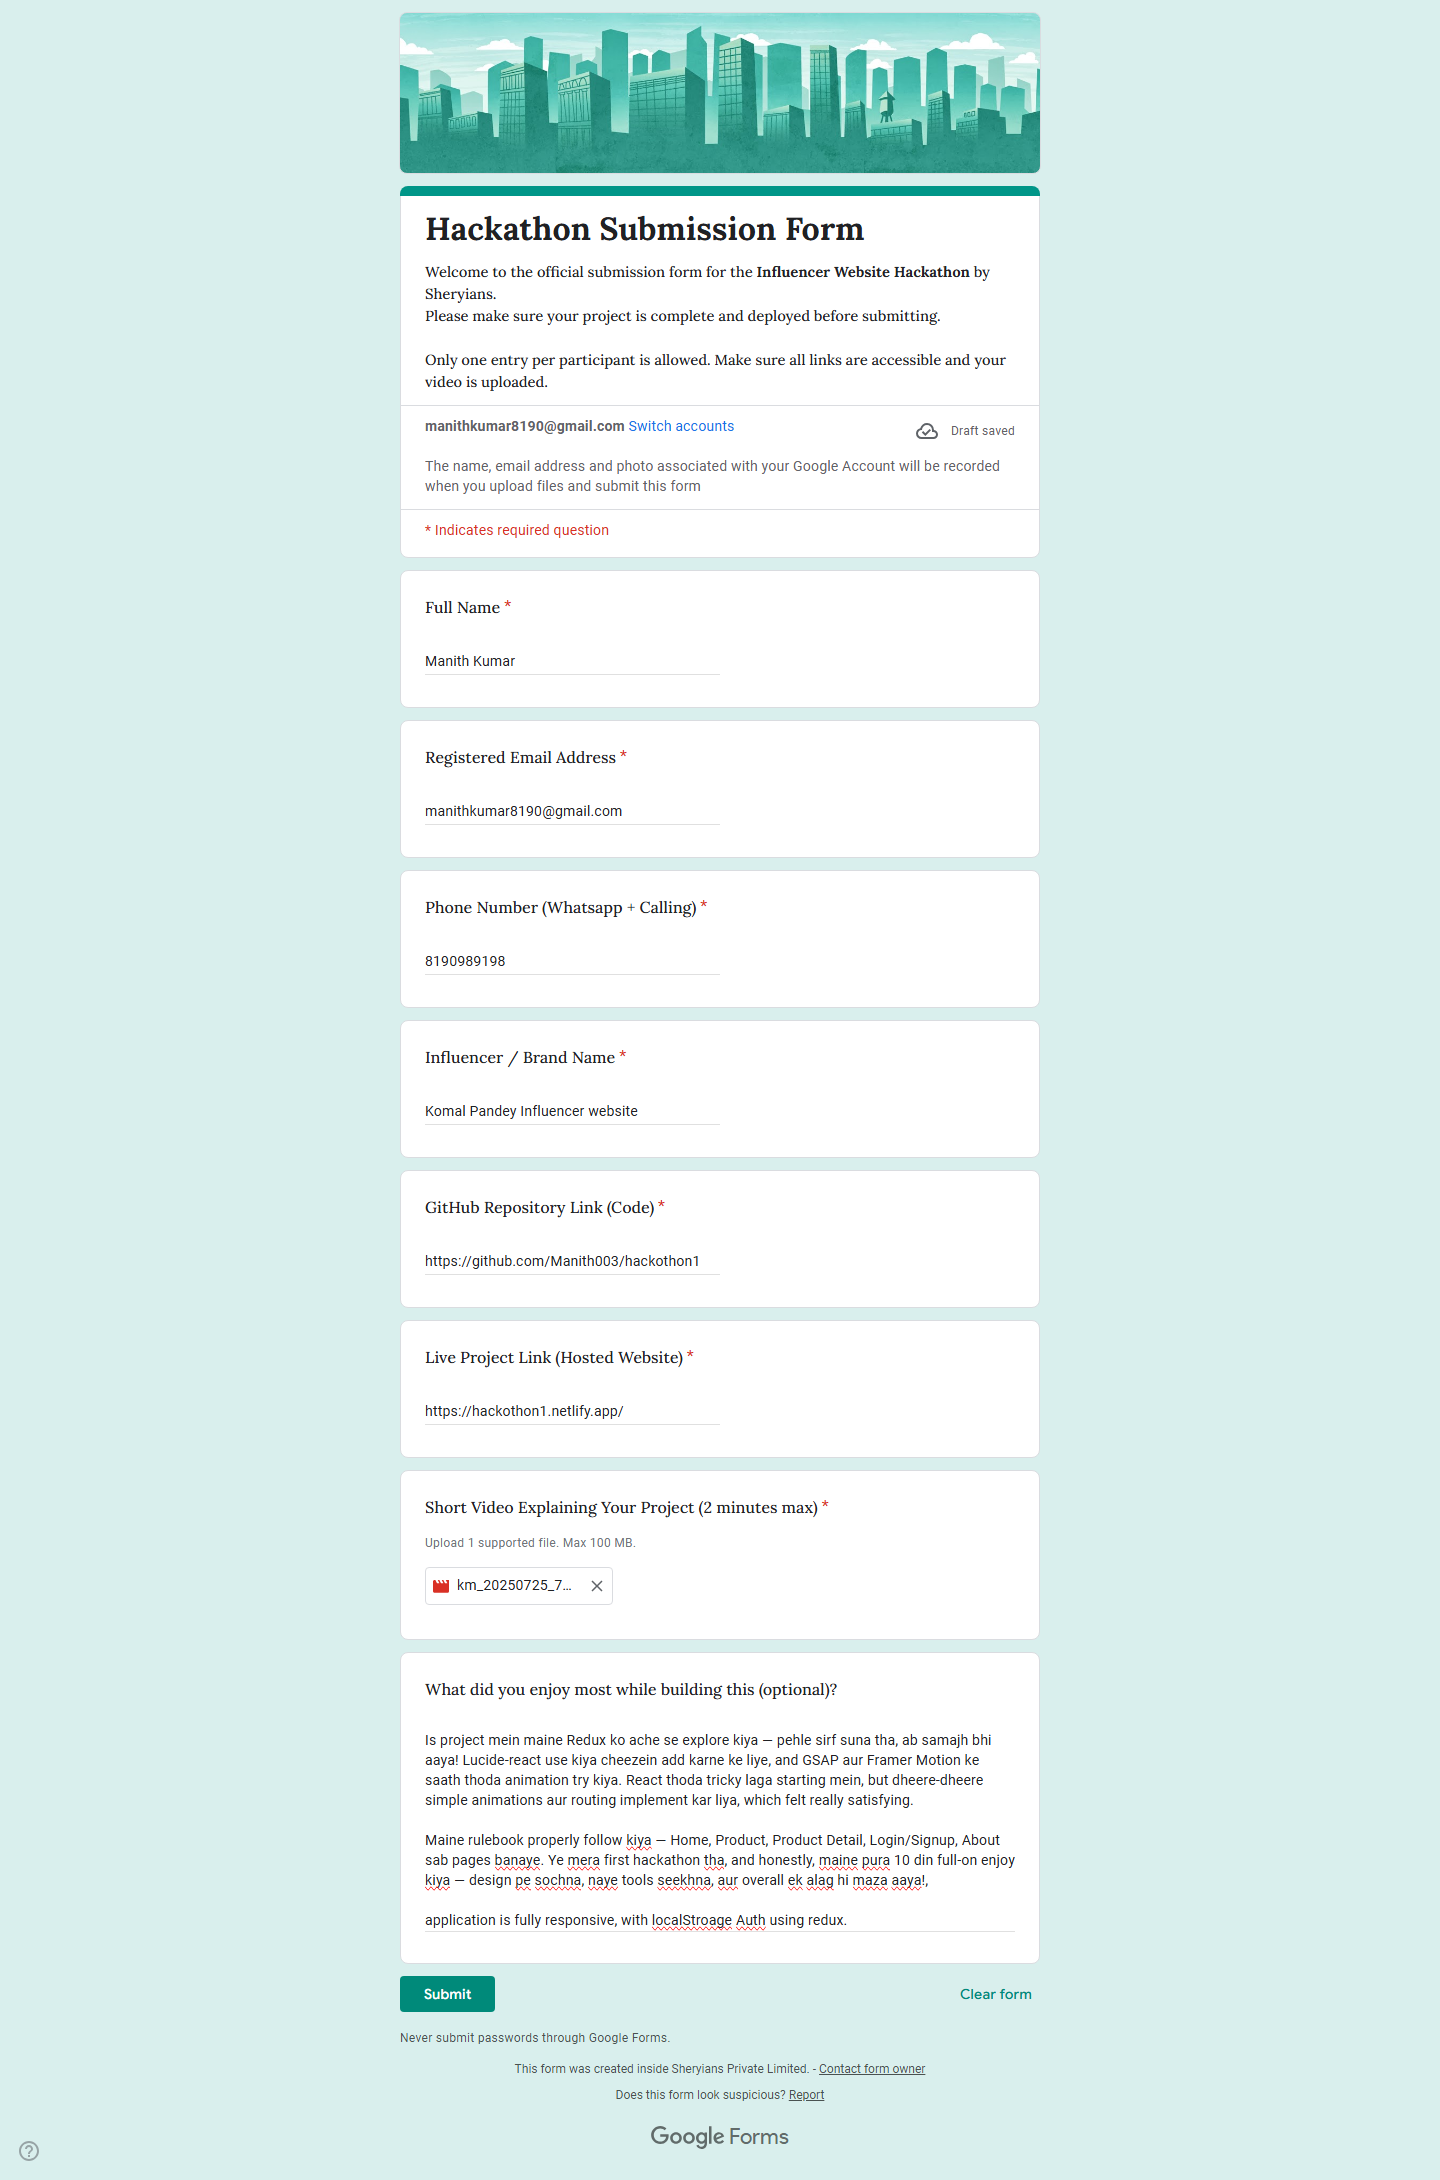 Hackathon Submission Form
Welcome to the official submission form for the Influencer Website Hackathon by
Sheryians.
Please make sure your project is complete and deployed before submitting.
Only one entry per participant is allowed. Make sure all links are accessible and your
video is uploaded.
manithkumar8190@gmail.com Switch accounts
Draft saved
The name, email address and photo associated with your Google Account will be recorded
when you upload files and submit this form
* Indicates required question
Full Name *
Manith Kumar
Registered Email Address *
manithkumar8190@gmail.com
Phone Number (Whatsapp + Calling) *
8190989198
Influencer / Brand Name *
Komal Pandey Influencer website
GitHub Repository Link (Code) *
https://github.com/Manith003/hackothon1
Live Project Link (Hosted Website) *
https://hackothon1.netlify.app/
Short Video Explaining Your Project (2 minutes max) *
Upload 1 supported file. Max 100 MB.
km_20250725_7...
What did you enjoy most while building this (optional)?
Is project mein maine Redux ko ache se explore kiya — pehle sirf suna tha, ab samajh bhi
aaya! Lucide-react use kiya cheezein add karne ke liye, and GSAP aur Framer Motion ke
saath thoda animation try kiya. React thoda tricky laga starting mein, but dheere-dheere
simple animations aur routing implement kar liya, which felt really satisfying.
Maine rulebook properly follow kiya — Home, Product, Product Detail, Login/Signup, About
sab pages banaye. Ye mera first hackathon tha, and honestly, maine pura 10 din full-on enjoy
kiya — design pe sochna, naye tools seekhna, aur overall ek alag hi maza aaya!,
application is fully responsive, with localStroage Auth using redux.
Submit
Clear form
Never submit passwords through Google Forms.
This form was created inside Sheryians Private Limited. - Contact form owner
Does this form look suspicious? Report
Google Forms